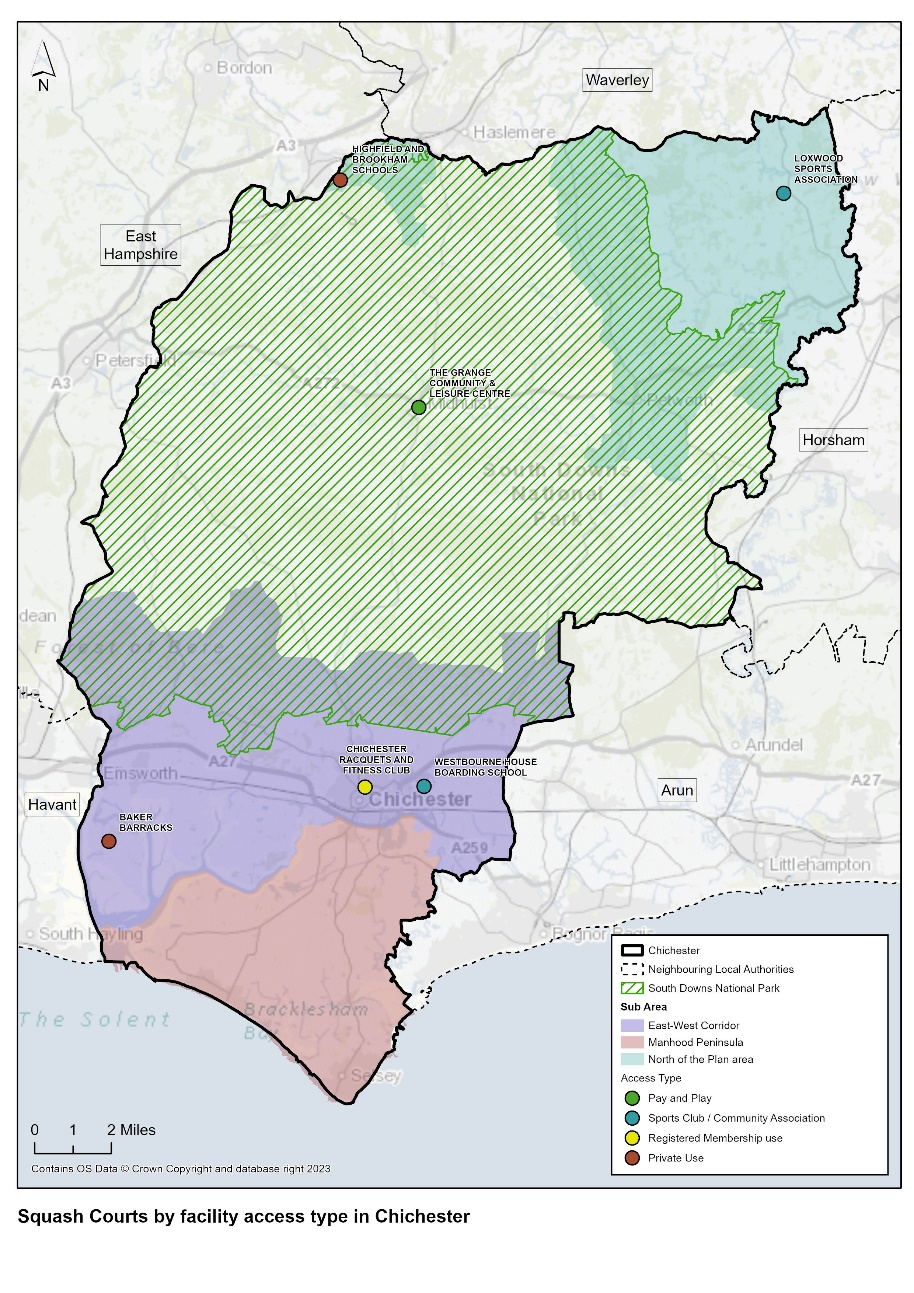 N
Bordon
Waverley
A3
Haslemere
HIGHFIELD AND
BROOKHAM
SCHOOLS
LOXWOOD
SPORTS
ASSOCIATION
East
Hampshire
Petersfield
A3
A272
THE GRANGE
COMMUNITY &
LEISURE CENTRE
Midhurst
Petworth
Horsham
South Downs
National
Park
dean
Arundel
CHICHESTER
RACQUETS AND
FITNESS CLUB
WESTBOURNE HOUSE
BOARDING SCHOOL
A27
Emsworth
A27
Havant
Chichester
Arun
BAKER
BARRACKS
A259
Littlehampton
South Hayling
Bognor Regis
The Solent
Bracklesham
Bay
Selsey
Chichester
Neighbouring Local Authorities
South Downs National Park
Sub Area
East-West Corridor
Manhood Peninsula
North of the Plan area
Access Type
Pay and Play
Sports Club / Community Association
Registered Membership use
Private Use
0 1 2 Miles
Contains OS Data © Crown Copyright and database right 2023
Squash Courts by facility access type in Chichester